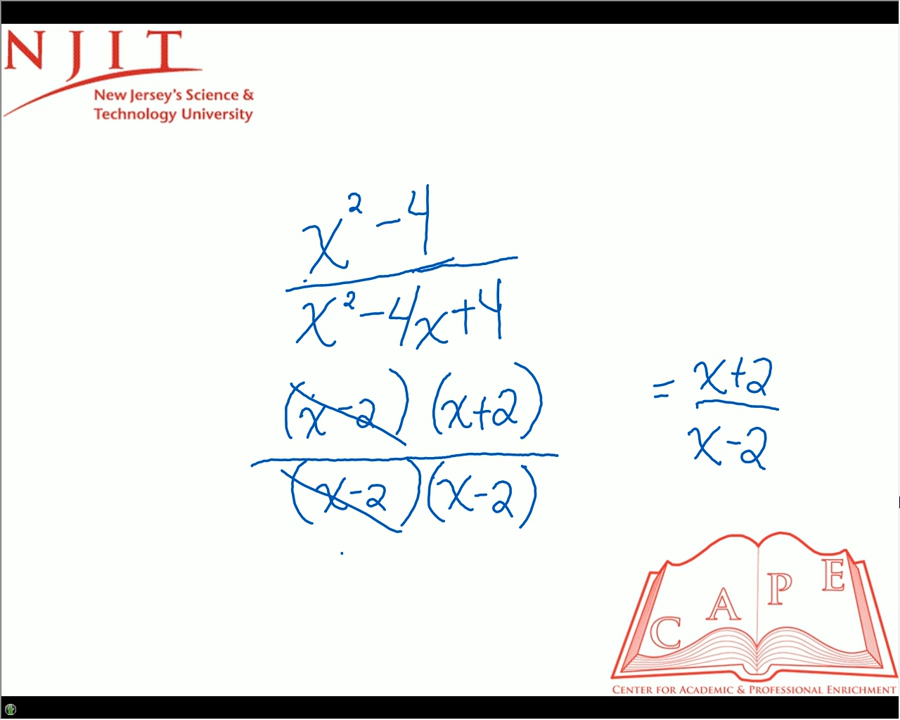 NJIT
New Jersey's Science &
Technology University
x² - 4
x² - 4x + 4
(x - 2) (x + 2)
(x - 2)(x - 2)
= x + 2
x - 2
CAPE
CENTER FOR ACADEMIC & PROFESSIONAL ENRICHMENT